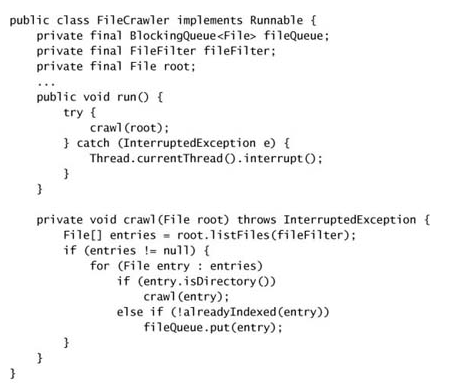 public class FileCrawler implements Runnable {
    private final BlockingQueue<File> fileQueue;
    private final FileFilter fileFilter;
    private final File root;
    ...
    public void run() {
        try {
            crawl(root);
        } catch (InterruptedException e) {
            Thread.currentThread().interrupt();
        }
    }

    private void crawl(File root) throws InterruptedException {
        File[] entries = root.listFiles(fileFilter);
        if (entries != null) {
            for (File entry : entries)
                if (entry.isDirectory())
                    crawl(entry);
                else if (!alreadyIndexed(entry))
                    fileQueue.put(entry);
        }
    }
}